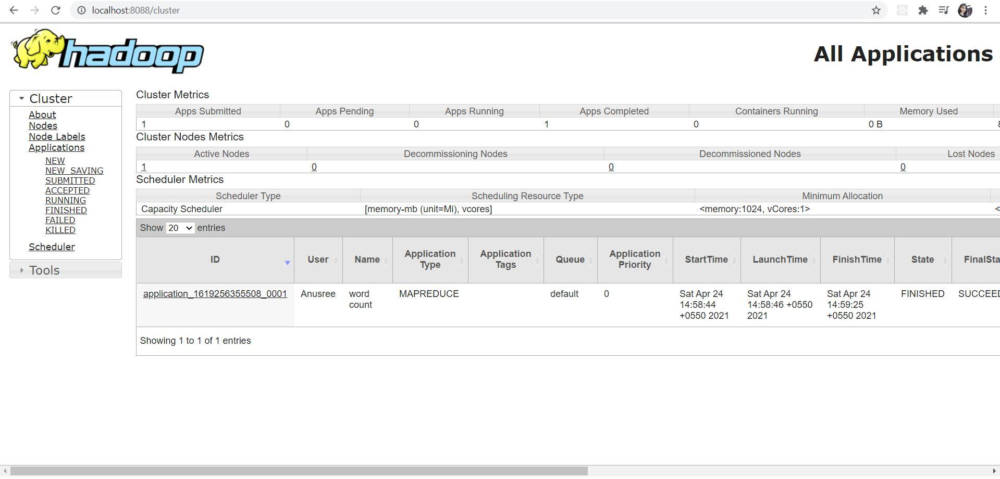 localhost:8088/cluster
hadoop
All Applications
Cluster
About
Nodes
Node Labels
Applications
NEW
NEW_SAVING
SUBMITTED
ACCEPTED
RUNNING
FINISHED
FAILED
KILLED
Scheduler
Tools
Cluster Metrics
Apps Submitted Apps Pending Apps Running Apps Completed Containers Running Memory Used
1 0 0 1 0 0 B
Cluster Nodes Metrics
Active Nodes Decommissioning Nodes Decommissioned Nodes Lost Nodes
1 0 0 0
Scheduler Metrics
Scheduler Type Scheduling Resource Type Minimum Allocation
Capacity Scheduler [memory-mb (unit=Mi), vcores] <memory:1024, vCores:1> <
Show 20 entries
ID User Name Application Type Application Tags Queue Application Priority StartTime LaunchTime FinishTime State FinalSta
application_1619256355508_0001 Anusree word count MAPREDUCE default 0 Sat Apr 24 14:58:44 +0550 2021 Sat Apr 24 14:58:46 +0550 2021 Sat Apr 24 14:59:25 +0550 2021 FINISHED SUCCEED
Showing 1 to 1 of 1 entries